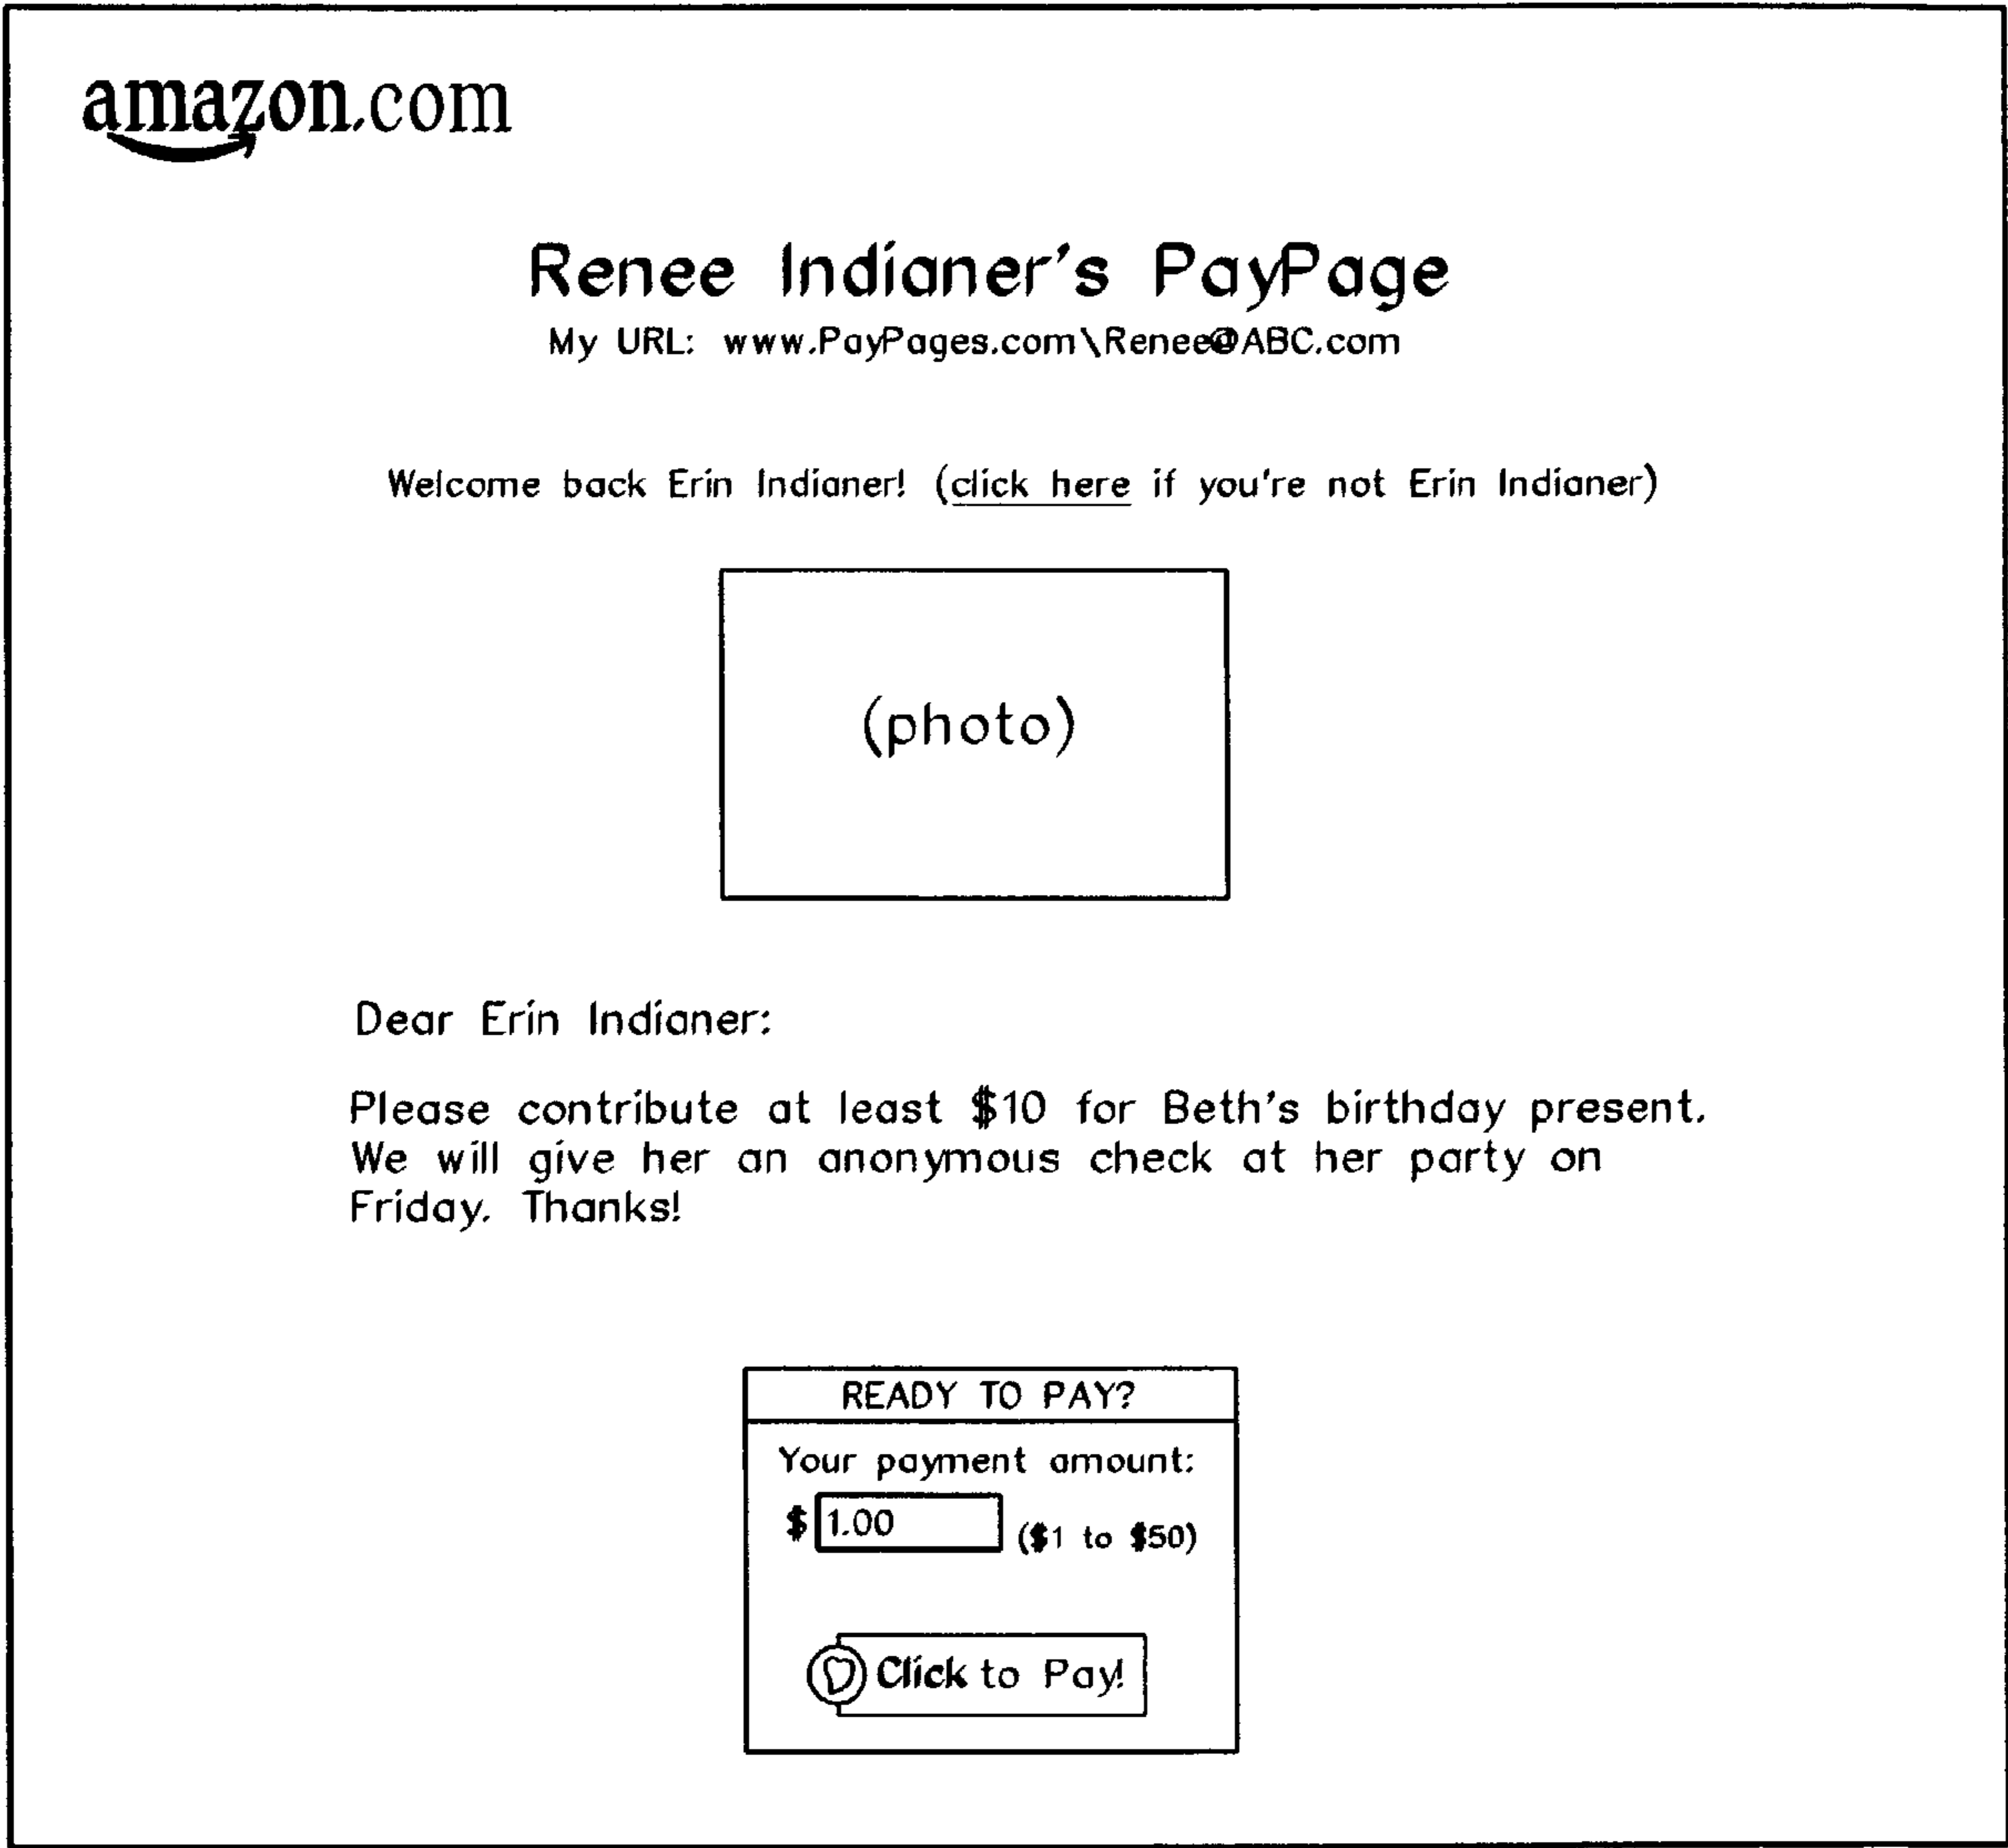 amazon.com
Renee Indianer's PayPage
My URL: www.PayPages.com\Renee@ABC.com
Welcome back Erin Indianer! (click here if you're not Erin Indianer)
(photo)
Dear Erin Indianer:
Please contribute at least $10 for Beth's birthday present.
We will give her an anonymous check at her party on
Friday. Thanks!
READY TO PAY?
Your payment amount:
$ 1.00 ($1 to $50)
Click to Pay!